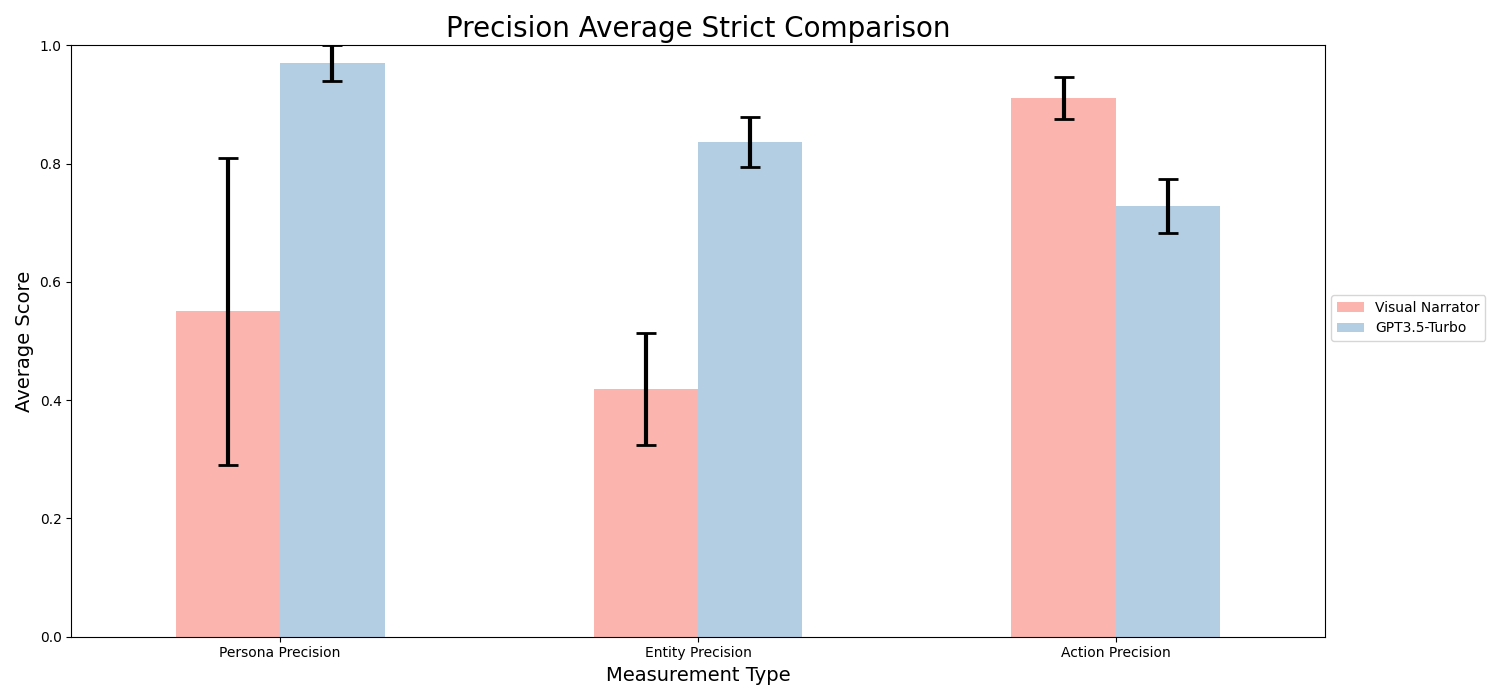 Precision Average Strict Comparison
Average Score
1.0
0.8
0.6
0.4
0.2
0.0
Persona Precision
Entity Precision
Action Precision
Measurement Type
Visual Narrator
GPT3.5-Turbo